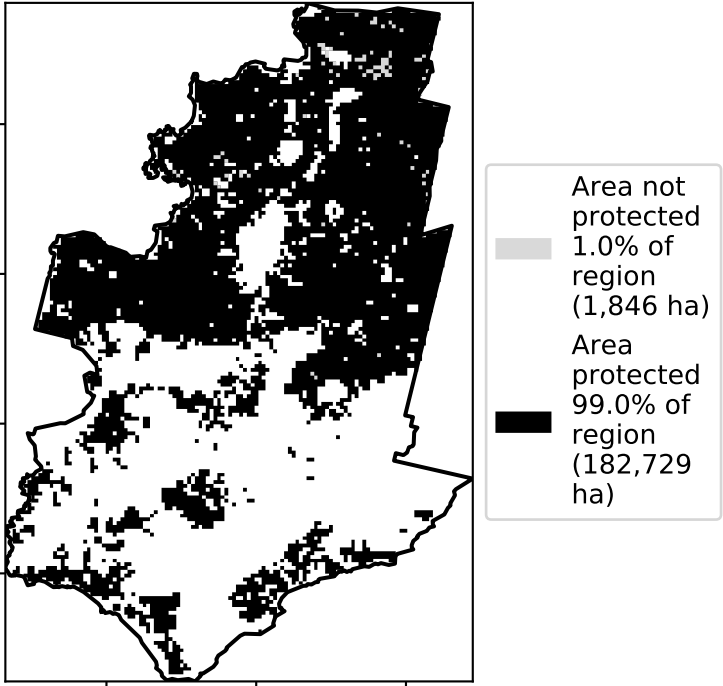 Area not
protected
1.0% of
region
(1,846 ha)
Area
protected
99.0% of
region
(182,729
ha)